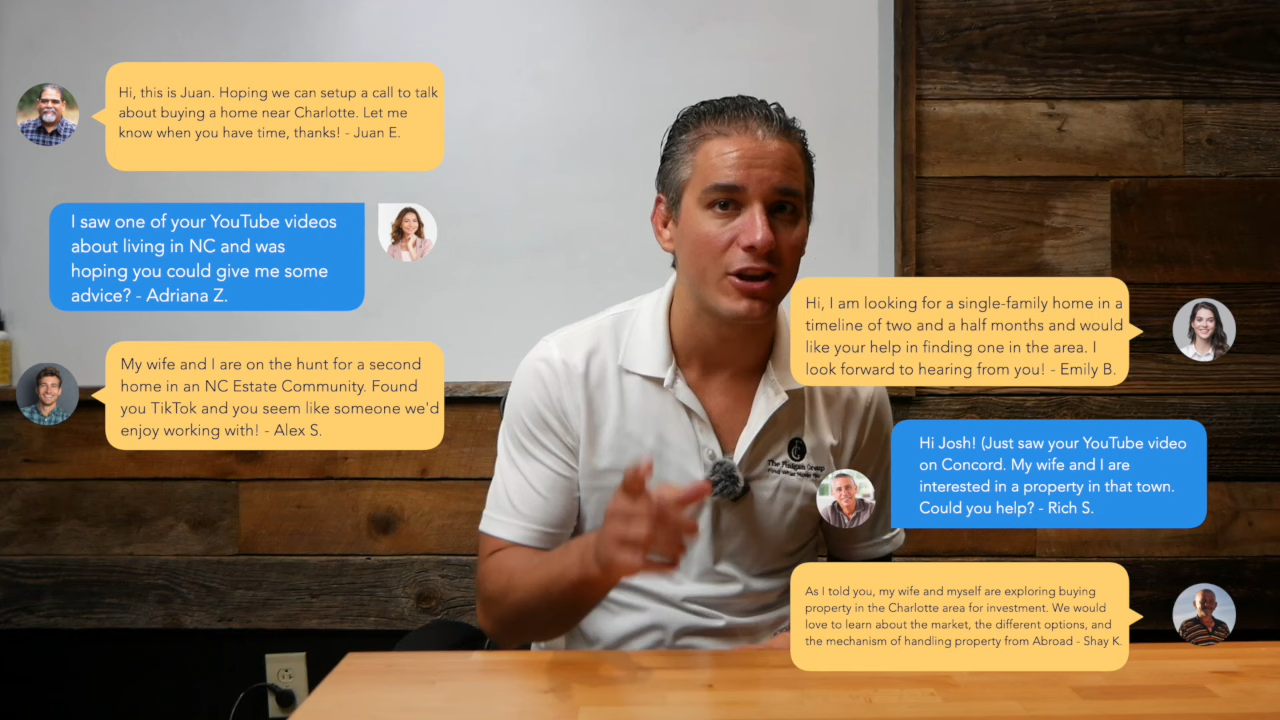 Hi, this is Juan. Hoping we can setup a call to talk
about buying a home near Charlotte. Let me
know when you have time, thanks! - Juan E.
I saw one of your YouTube videos
about living in NC and was
hoping you could give me some
advice? - Adriana Z.
My wife and I are on the hunt for a second
home in an NC Estate Community. Found
you TikTok and you seem like someone we'd
enjoy working with! - Alex S.
Hi, I am looking for a single-family home in a
timeline of two and a half months and would
like your help in finding one in the area. I
look forward to hearing from you! - Emily B.
The Finigan Group
Hi Josh! (Just saw your YouTube video
on Concord. My wife and I are
interested in a property in that town.
Could you help? - Rich S.
As I told you, my wife and myself are exploring buying
property in the Charlotte area for investment. We would
love to learn about the market, the different options, and
the mechanism of handling property from Abroad - Shay K.